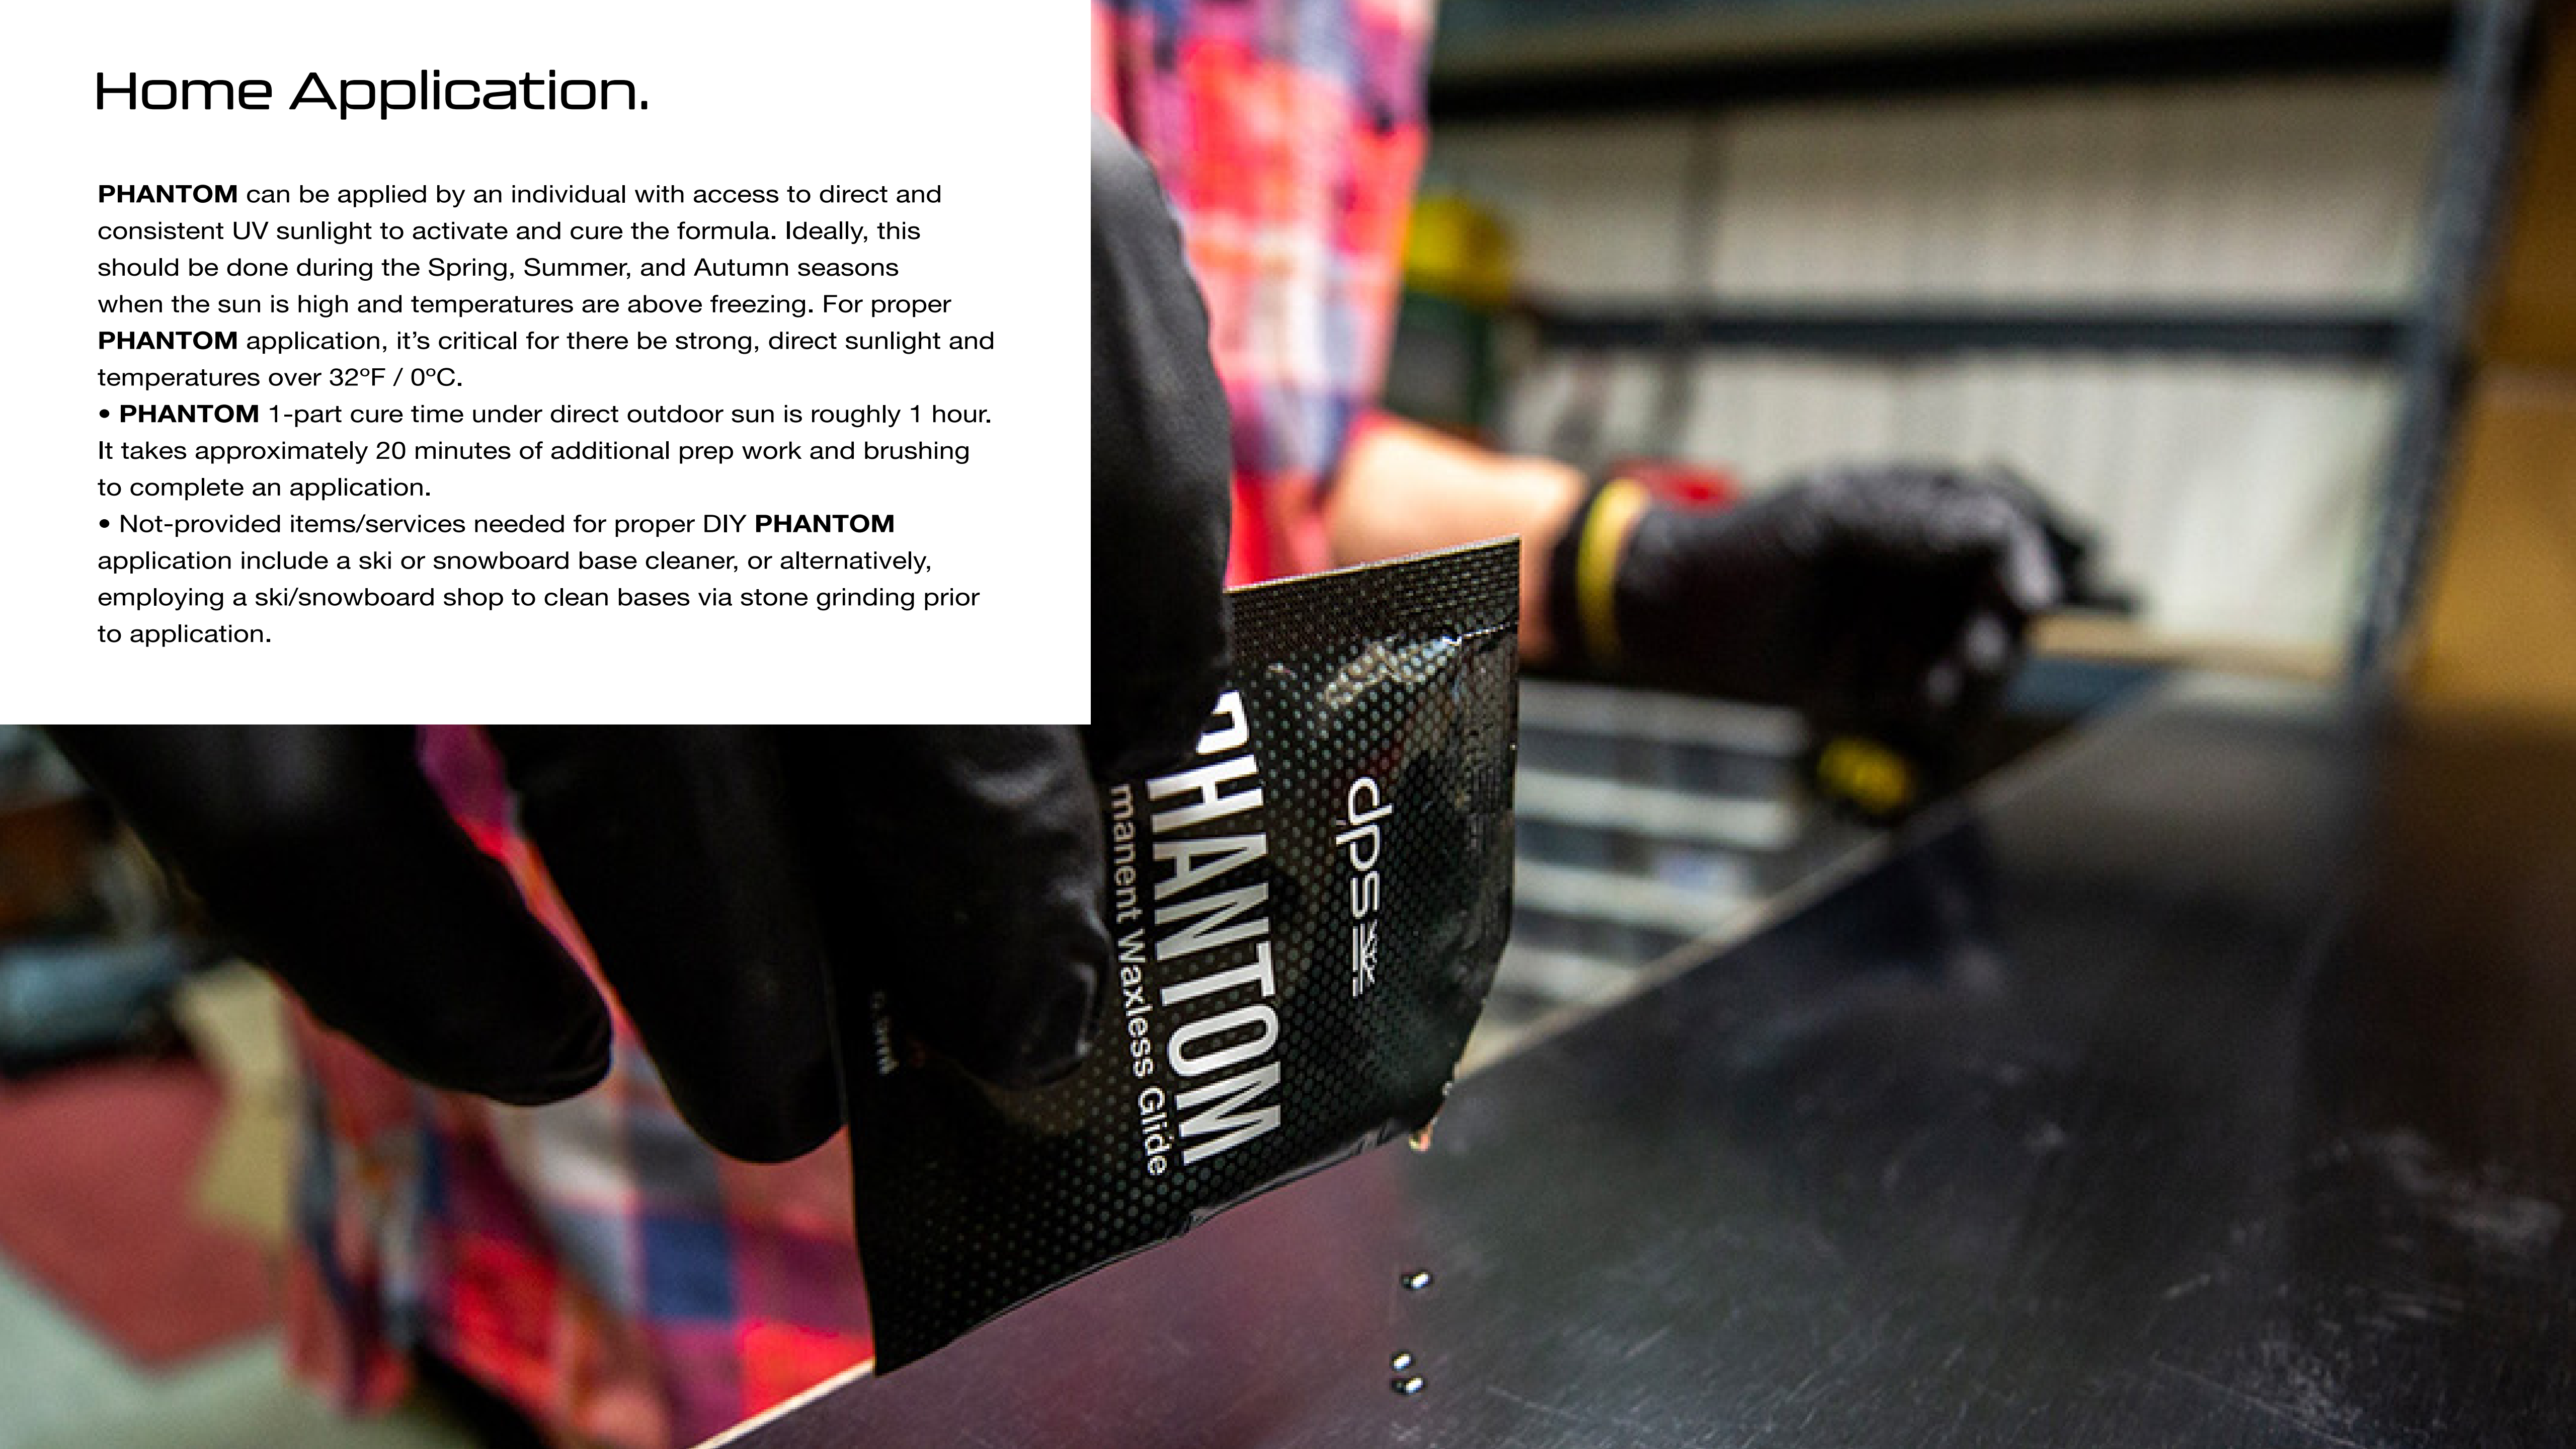 Home Application.
PHANTOM can be applied by an individual with access to direct and
consistent UV sunlight to activate and cure the formula. Ideally, this
should be done during the Spring, Summer, and Autumn seasons
when the sun is high and temperatures are above freezing. For proper
PHANTOM application, it’s critical for there be strong, direct sunlight and
temperatures over 32ºF / 0ºC.
• PHANTOM 1-part cure time under direct outdoor sun is roughly 1 hour.
It takes approximately 20 minutes of additional prep work and brushing
to complete an application.
• Not-provided items/services needed for proper DIY PHANTOM
application include a ski or snowboard base cleaner, or alternatively,
employing a ski/snowboard shop to clean bases via stone grinding prior
to application.
dps
PHANTOM
manent Waxless Glide